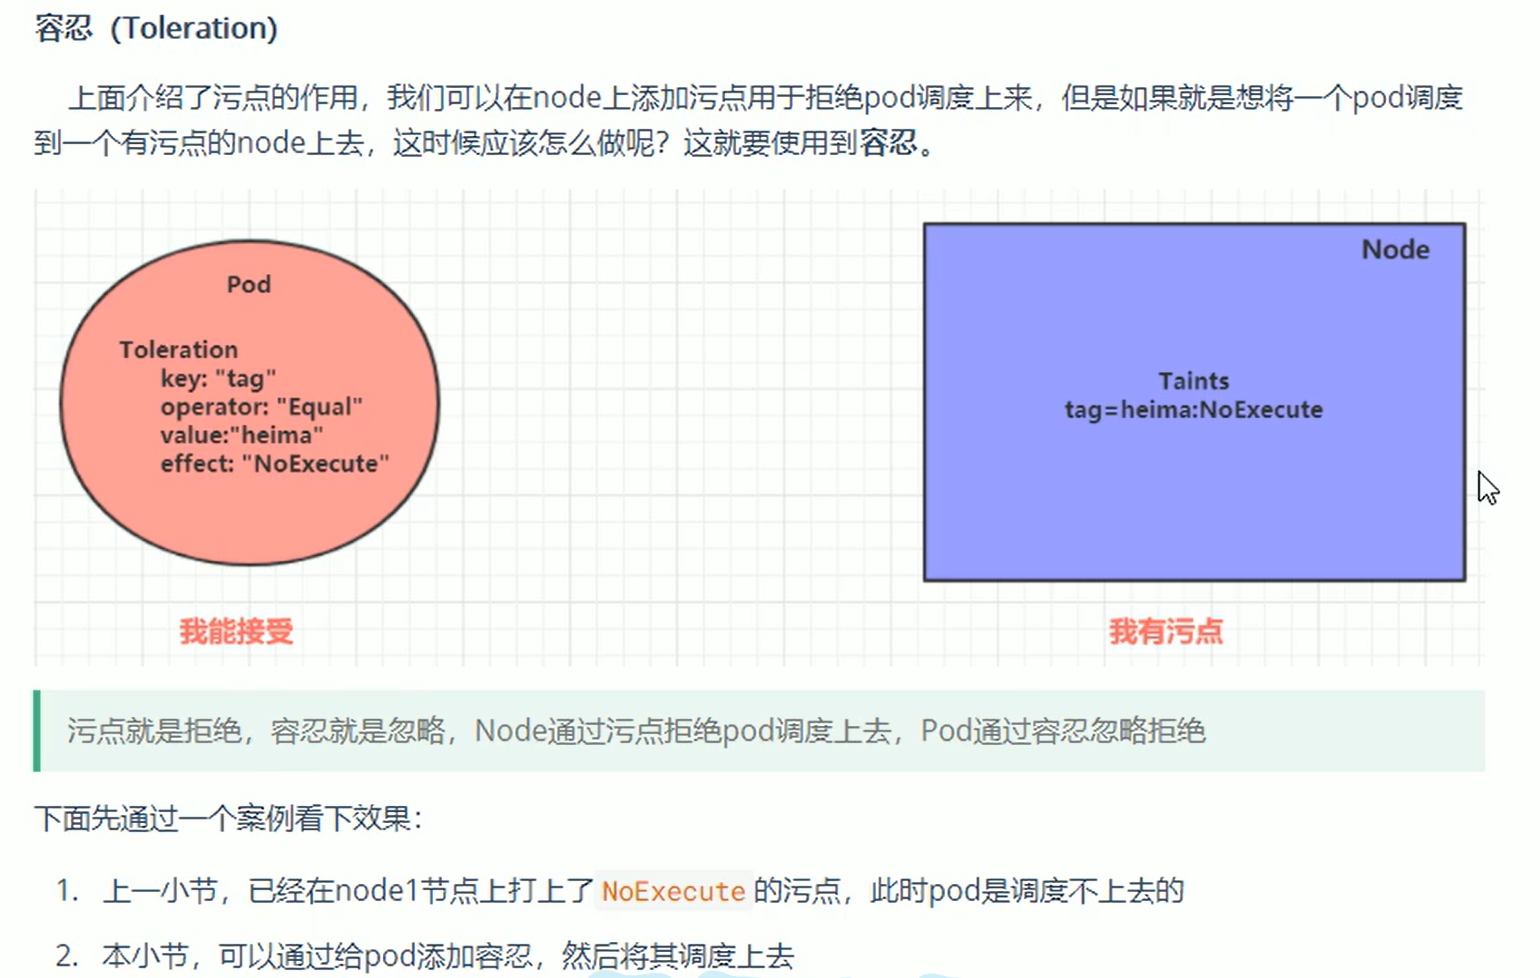 容忍（Toleration）
上面介绍了污点的作用，我们可以在node上添加污点用于拒绝pod调度上来，但是如果就是想将一个pod调度
到一个有污点的node上去，这时候应该怎么做呢？这就要使用到容忍。
Pod
Toleration
key: "tag"
operator: "Equal"
value:"heima"
effect: "NoExecute"
我能接受
Node
Taints
tag=heima:NoExecute
我有污点
污点就是拒绝，容忍就是忽略，Node通过污点拒绝pod调度上去，Pod通过容忍忽略拒绝
下面先通过一个案例看下效果：
1. 上一小节，已经在node1节点上打上了NoExecute的污点，此时pod是调度不上去的
2. 本小节，可以通过给pod添加容忍，然后将其调度上去